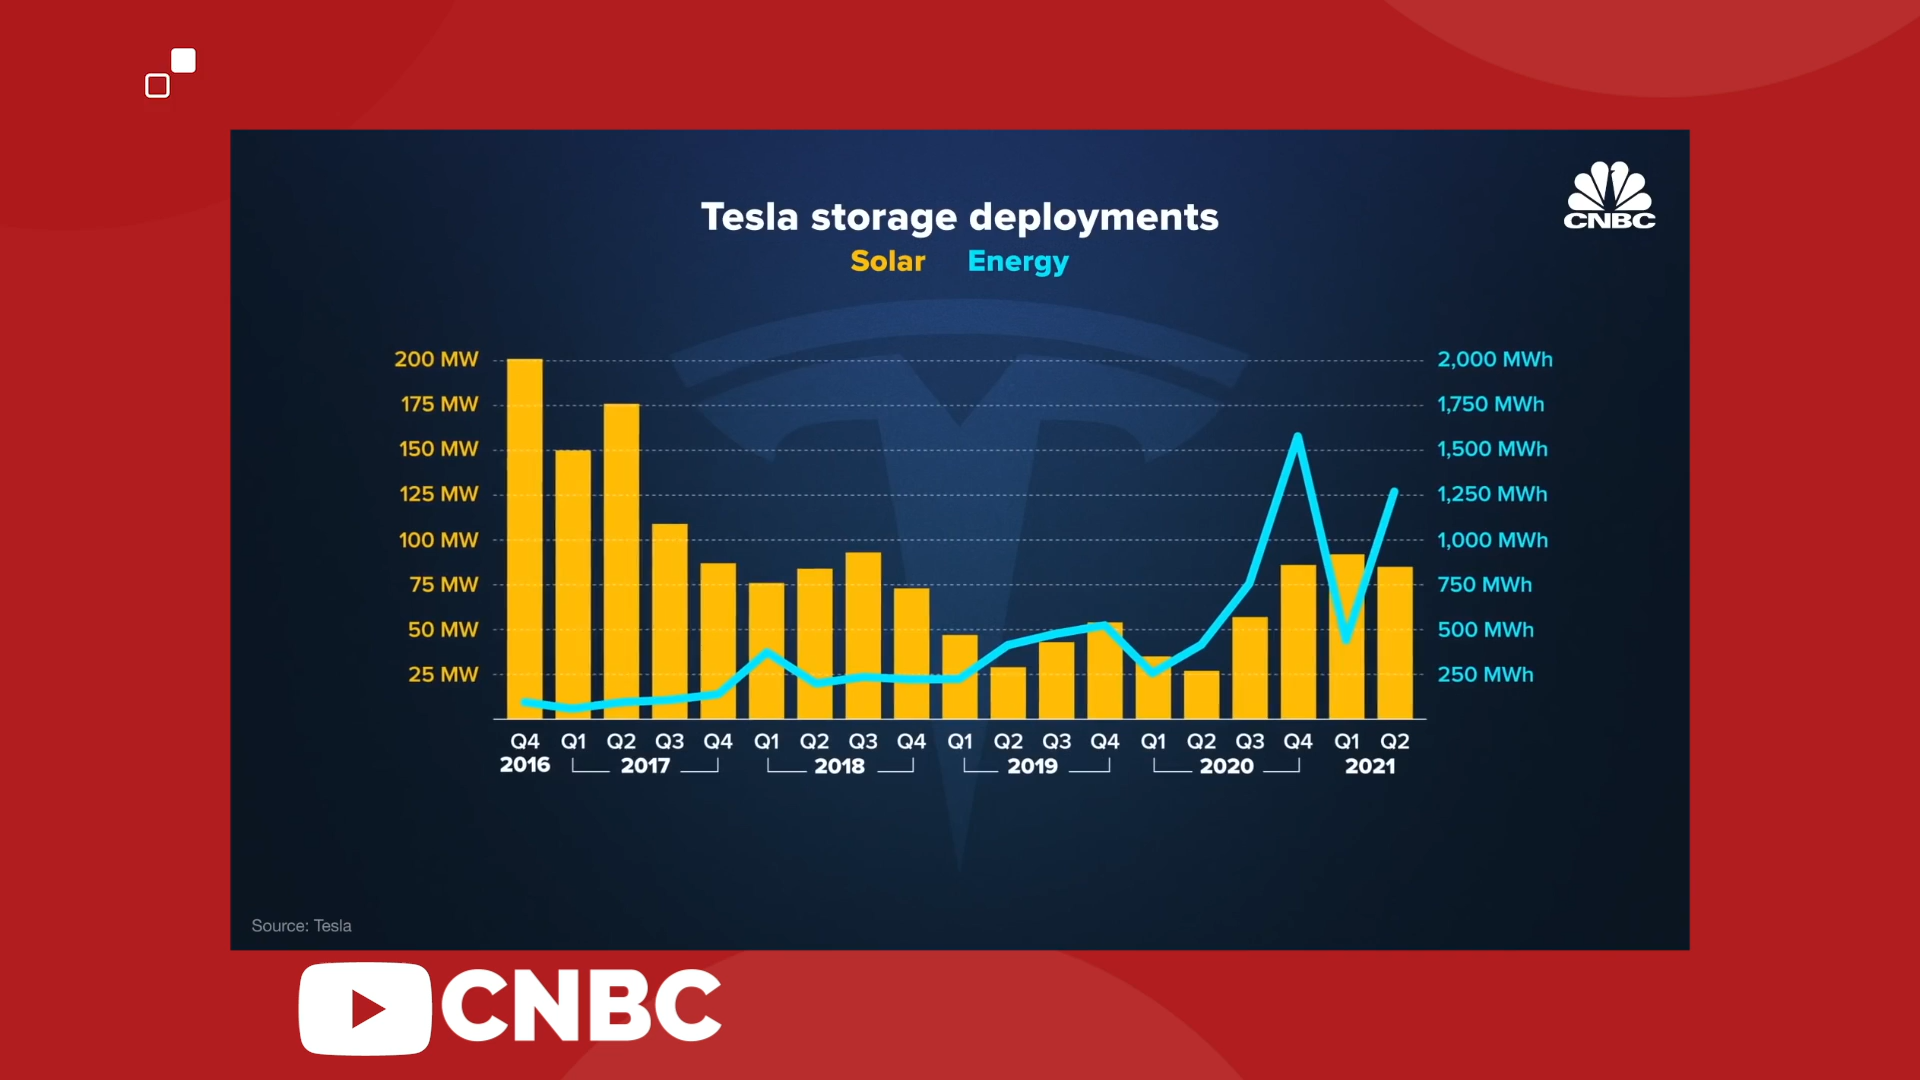 CNBC
Tesla storage deployments
Solar Energy
200 MW 2,000 MWh
175 MW 1,750 MWh
150 MW 1,500 MWh
125 MW 1,250 MWh
100 MW 1,000 MWh
75 MW 750 MWh
50 MW 500 MWh
25 MW 250 MWh
Q4 Q1 Q2 Q3 Q4 Q1 Q2 Q3 Q4 Q1 Q2 Q3 Q4 Q1 Q2 Q3 Q4 Q1 Q2
2016 2017 2018 2019 2020 2021
Source: Tesla
CNBC